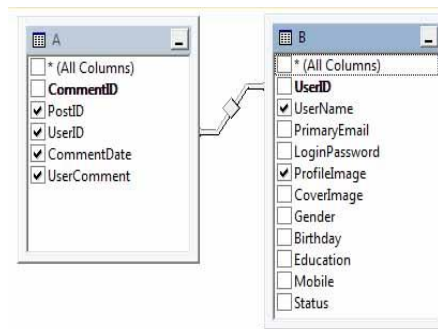 A
* (All Columns)
CommentID
PostID
UserID
CommentDate
UserComment
B
* (All Columns)
UserID
UserName
PrimaryEmail
LoginPassword
ProfileImage
CoverImage
Gender
Birthday
Education
Mobile
Status